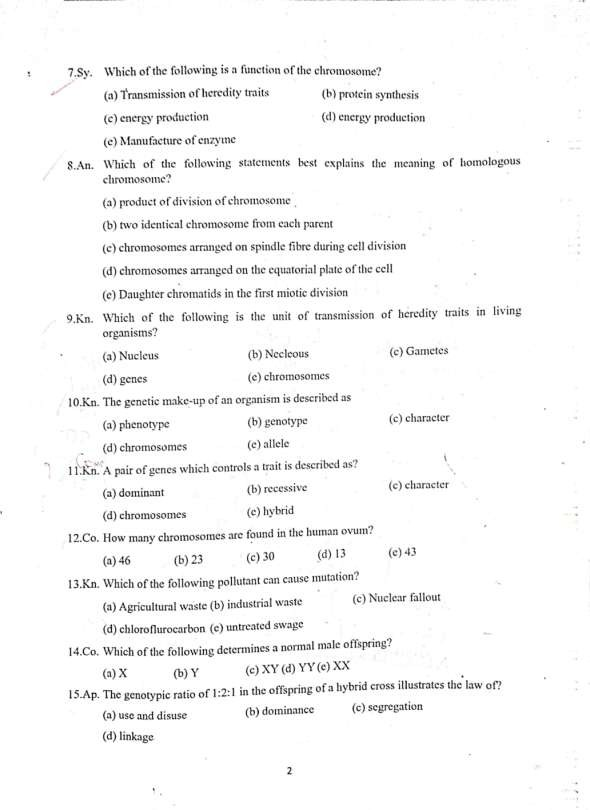 7.Sy. Which of the following is a function of the chromosome?
(a) Transmission of heredity traits (b) protein synthesis
(c) energy production (d) energy production
(e) Manufacture of enzyme
8.An. Which of the following statements best explains the meaning of homologous
chromosome?
(a) product of division of chromosome
(b) two identical chromosome from each parent
(c) chromosomes arranged on spindle fibre during cell division
(d) chromosomes arranged on the equatorial plate of the cell
(e) Daughter chromatids in the first miotic division
9.Kn. Which of the following is the unit of transmission of heredity traits in living
organisms?
(a) Nucleus (b) Necleous (c) Gametes
(d) genes (e) chromosomes
10.Kn. The genetic make-up of an organism is described as
(a) phenotype (b) genotype (c) character
(d) chromosomes (e) allele
11.Kn. A pair of genes which controls a trait is described as?
(a) dominant (b) recessive (c) character
(d) chromosomes (e) hybrid
12.Co. How many chromosomes are found in the human ovum?
(a) 46 (b) 23 (c) 30 (d) 13 (e) 43
13.Kn. Which of the following pollutant can cause mutation?
(a) Agricultural waste (b) industrial waste (c) Nuclear fallout
(d) chloroflurocarbon (e) untreated swage
14.Co. Which of the following determines a normal male offspring?
(a) X (b) Y (c) XY (d) YY (e) XX
15.Ap. The genotypic ratio of 1:2:1 in the offspring of a hybrid cross illustrates the law of?
(a) use and disuse (b) dominance (c) segregation
(d) linkage
2